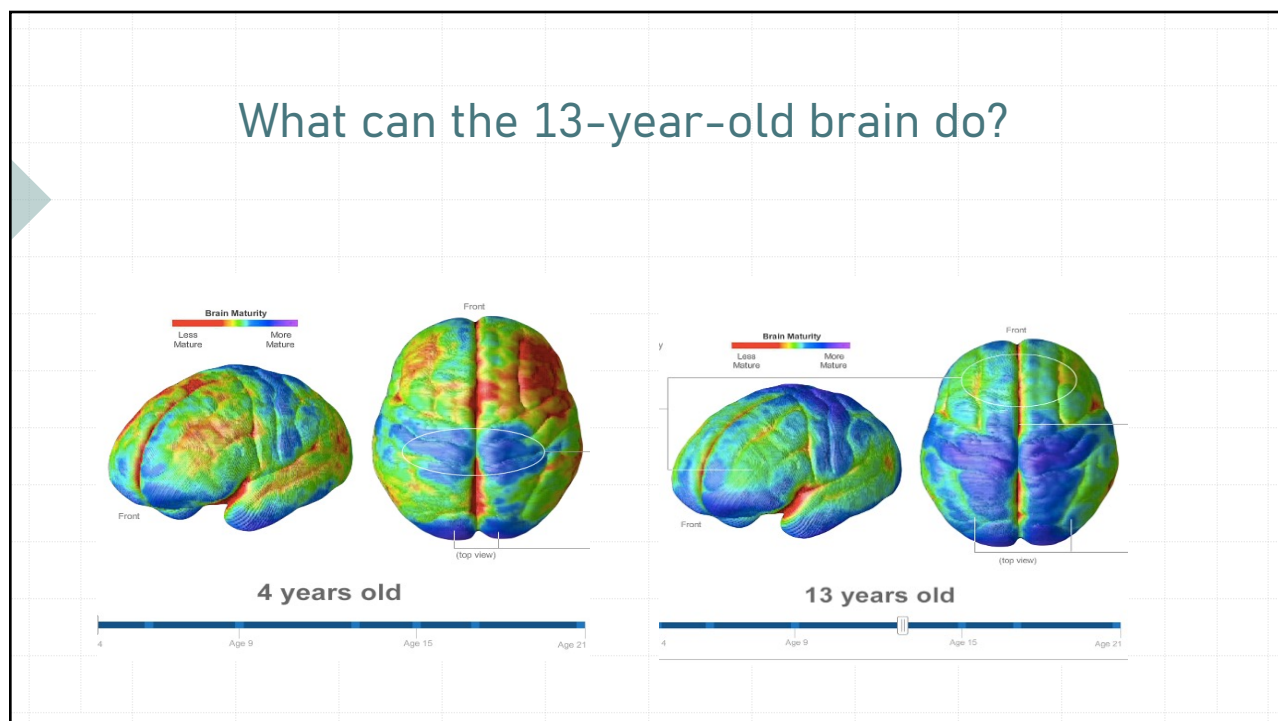 What can the 13-year-old brain do?
Brain Maturity
Less
Mature
More
Mature
Front
Front
(top view)
4 years old
4
Age 9
Age 15
Age 21
y
Brain Maturity
Less
Mature
More
Mature
Front
Front
(top view)
13 years old
4
Age 9
Age 15
Age 21